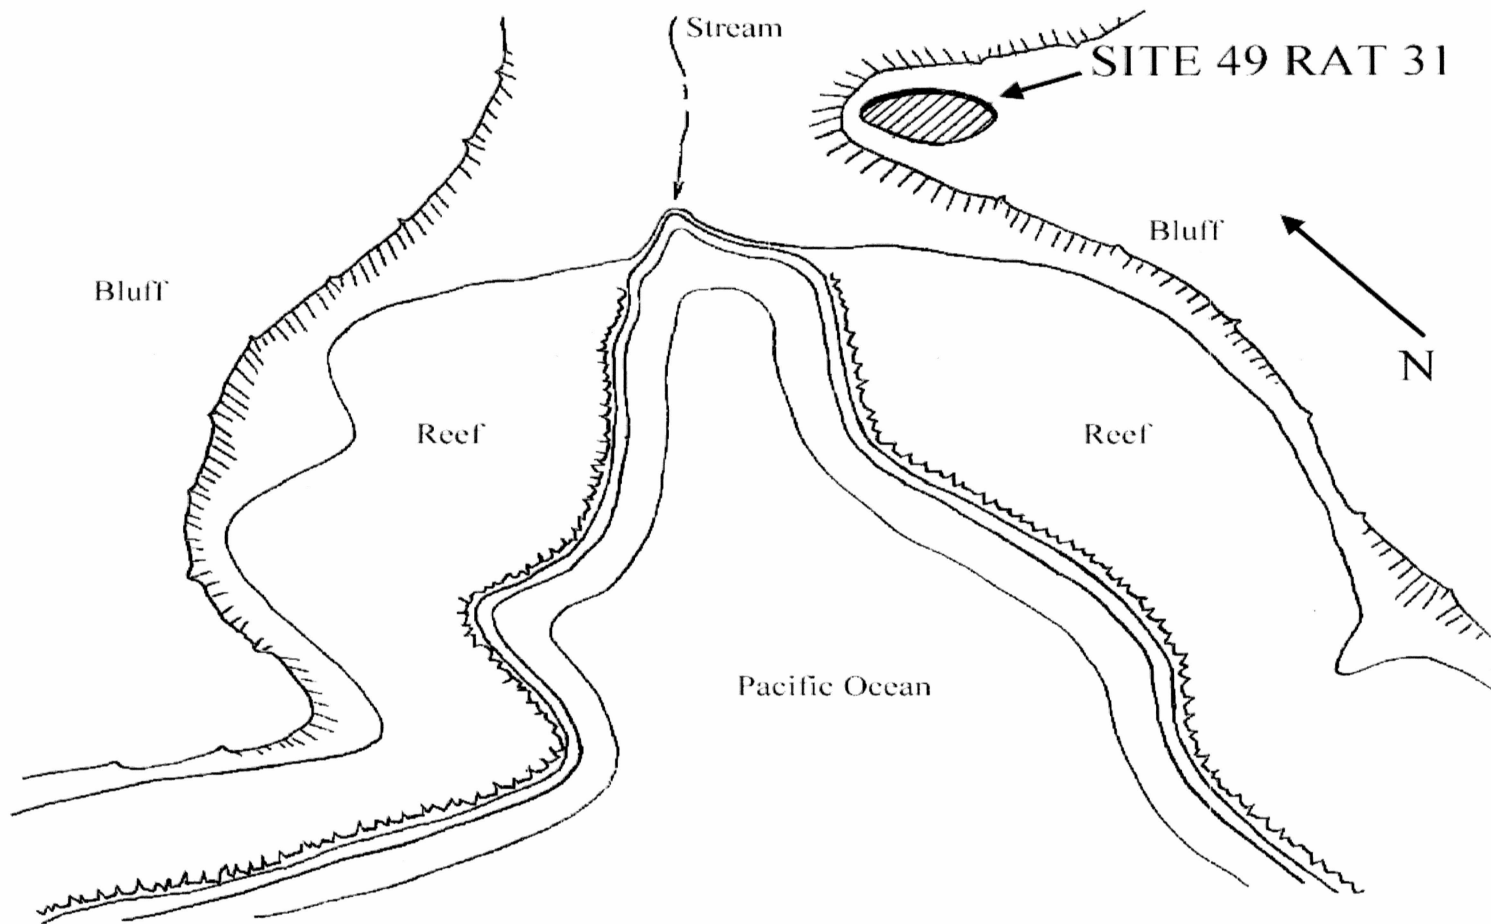 Stream
SITE 49 RAT 31
Bluff
Bluff
N
Reef
Reef
Pacific Ocean